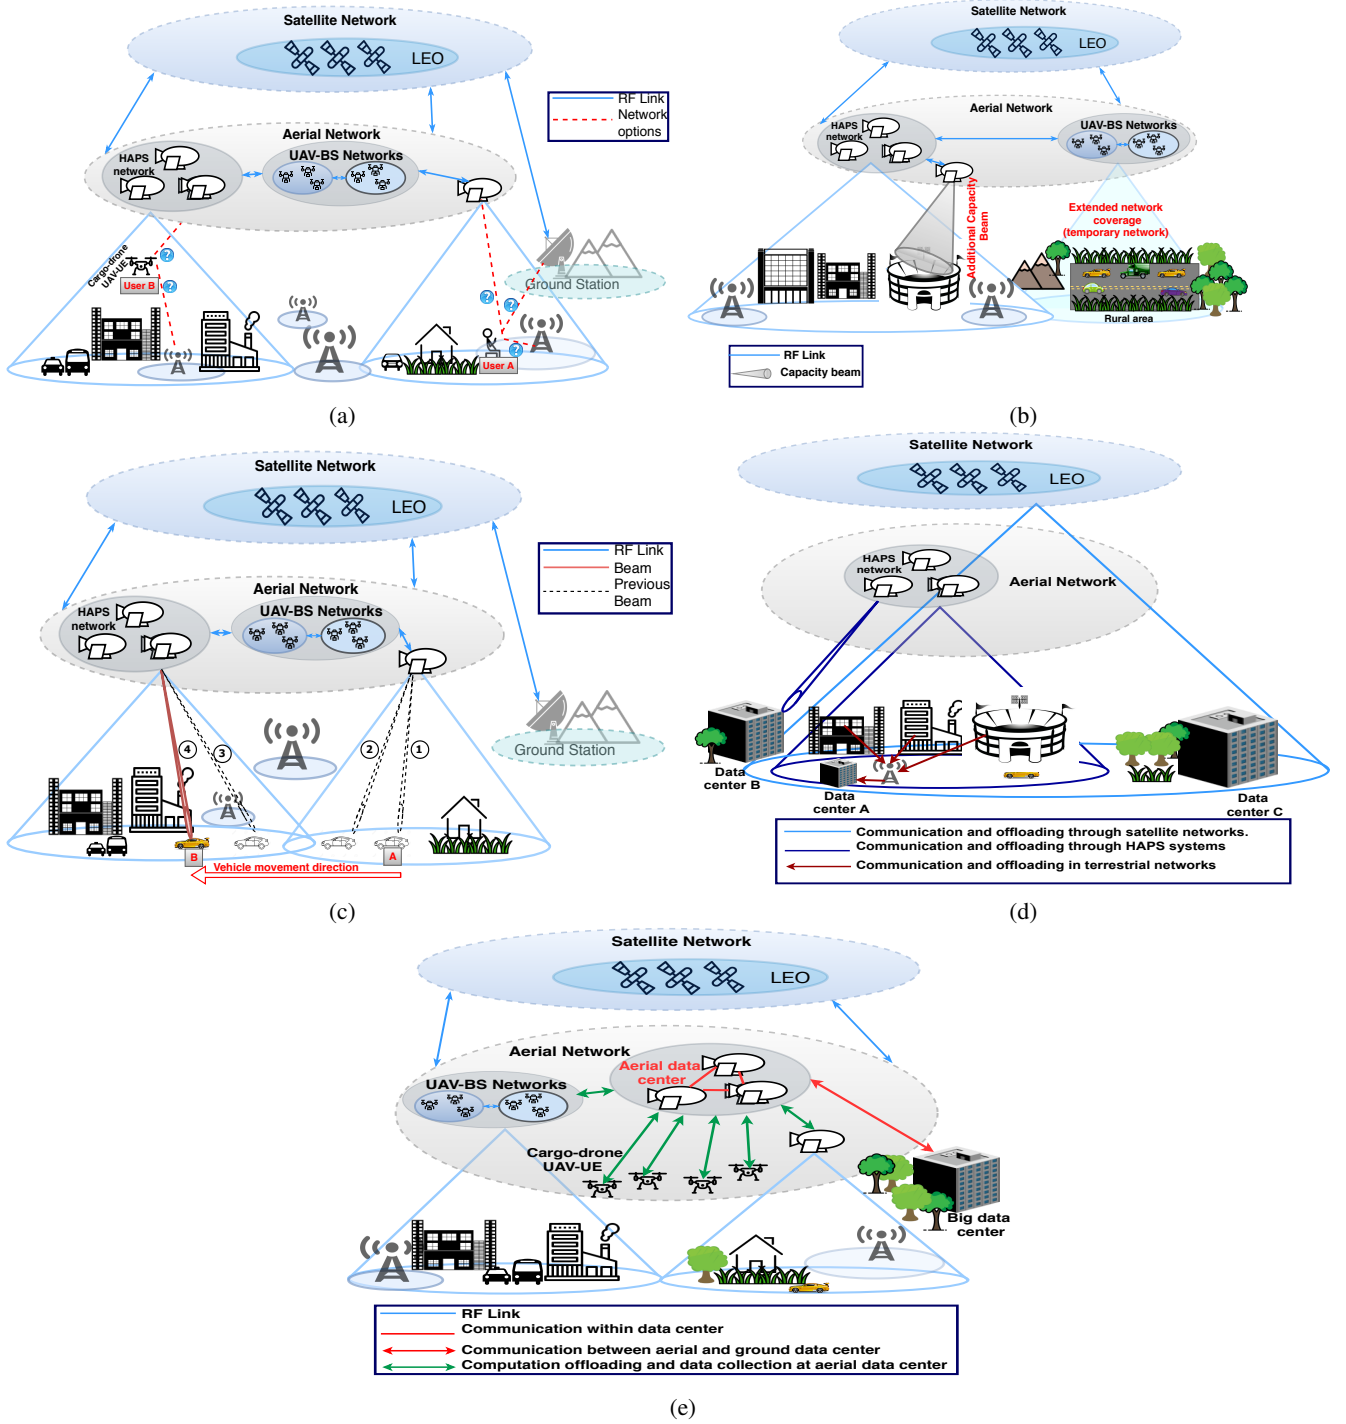 Satellite Network
LEO
RF Link
Network
options
Aerial Network
HAPS
network
UAV-BS Networks
Cargo-drone
UAV-UE
?
User B
?
?
?
Ground Station
?
User A
(a)
Satellite Network
LEO
Aerial Network
HAPS
network
UAV-BS Networks
Additional Capacity
Beam
Extended network
coverage
(temporary network)
Rural area
RF Link
Capacity beam
(b)
Satellite Network
LEO
RF Link
Beam
Previous
Beam
Aerial Network
HAPS
network
UAV-BS Networks
4
3
2
1
Ground Station
B
A
Vehicle movement direction
(c)
Satellite Network
LEO
HAPS
network
Aerial Network
Data
center B
Data
center A
Data
center C
Communication and offloading through satellite networks.
Communication and offloading through HAPS systems
Communication and offloading in terrestrial networks
(d)
Satellite Network
LEO
Aerial Network
Aerial data
center
UAV-BS Networks
Cargo-drone
UAV-UE
Big data
center
RF Link
Communication within data center
Communication between aerial and ground data center
Computation offloading and data collection at aerial data center
(e)